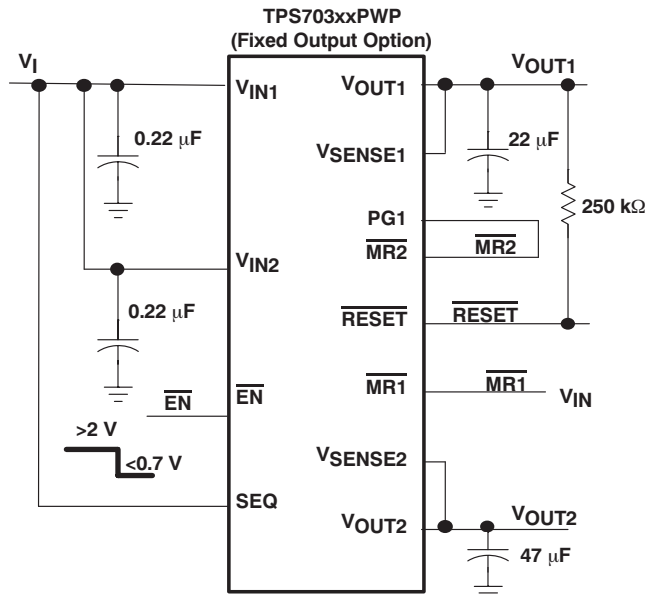 TPS703xxPWP
(Fixed Output Option)
VI
VIN1
VOUT1
VOUT1
0.22 μF
VSENSE1
22 μF
250 kΩ
PG1
MR2
MR2
VIN2
0.22 μF
RESET
RESET
EN
EN
MR1
MR1
VIN
>2 V
<0.7 V
VSENSE2
SEQ
VOUT2
VOUT2
47 μF